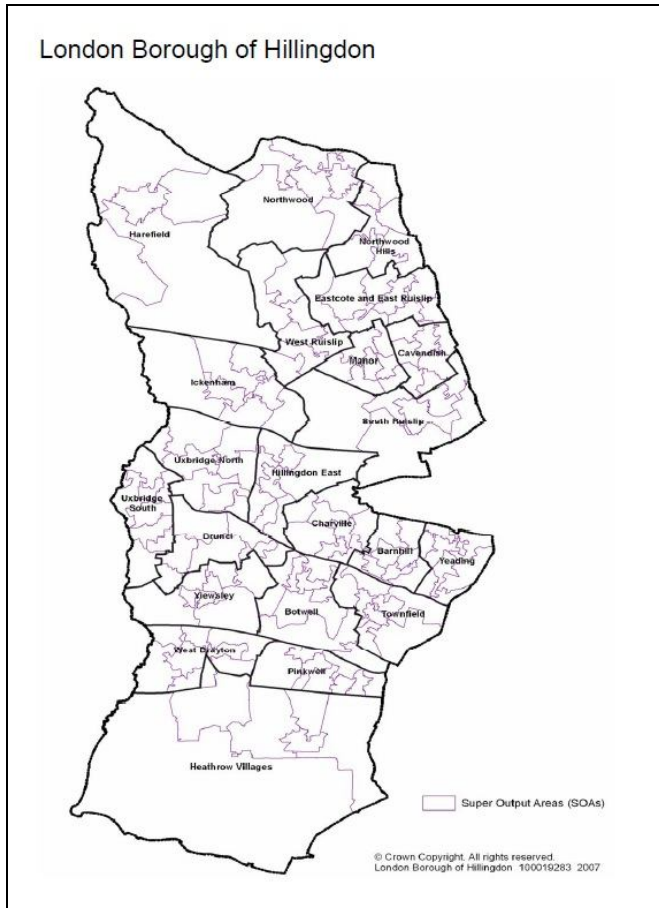 London Borough of Hillingdon
Northwood
Harefield
Northwood
Hills
Eastcote and East Ruislip
West Ruislip
Manor
Cavendish
Ickenham
South Ruislip
Uxbridge North
Hillingdon East
Uxbridge
South
Charville
Brunel
Barnhill
Yeading
Yiewsley
Botwell
Townfield
West Drayton
Pinkwell
Heathrow Villages
Super Output Areas (SOAs)
© Crown Copyright. All rights reserved.
London Borough of Hillingdon 100019283 2007